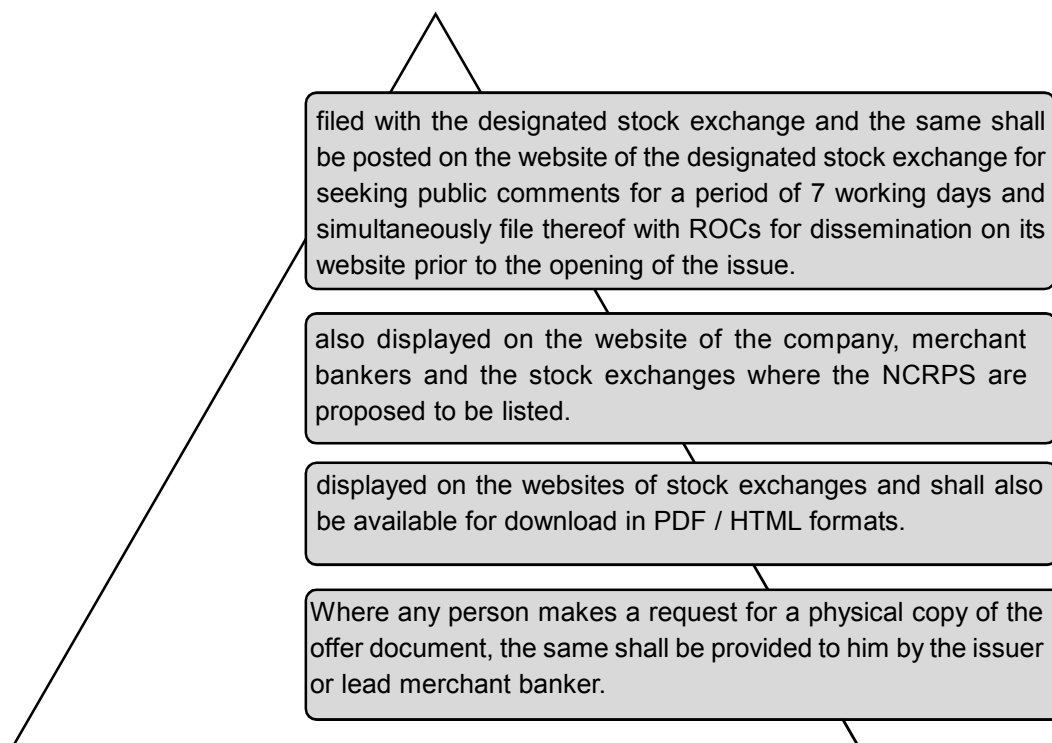 filed with the designated stock exchange and the same shall
be posted on the website of the designated stock exchange for
seeking public comments for a period of 7 working days and
simultaneously file thereof with ROCs for dissemination on its
website prior to the opening of the issue.
also displayed on the website of the company, merchant
bankers and the stock exchanges where the NCRPS are
proposed to be listed.
displayed on the websites of stock exchanges and shall also
be available for download in PDF / HTML formats.
Where any person makes a request for a physical copy of the
offer document, the same shall be provided to him by the issuer
or lead merchant banker.